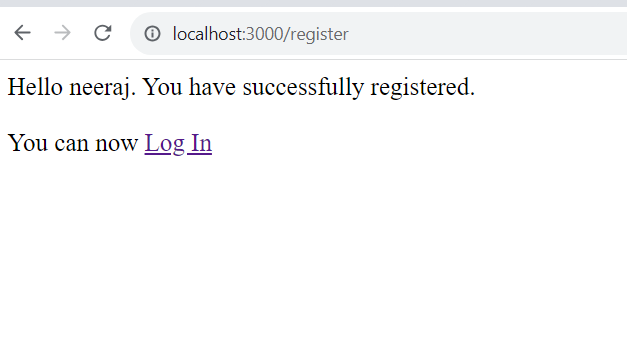 localhost:3000/register
Hello neeraj. You have successfully registered.
You can now Log In